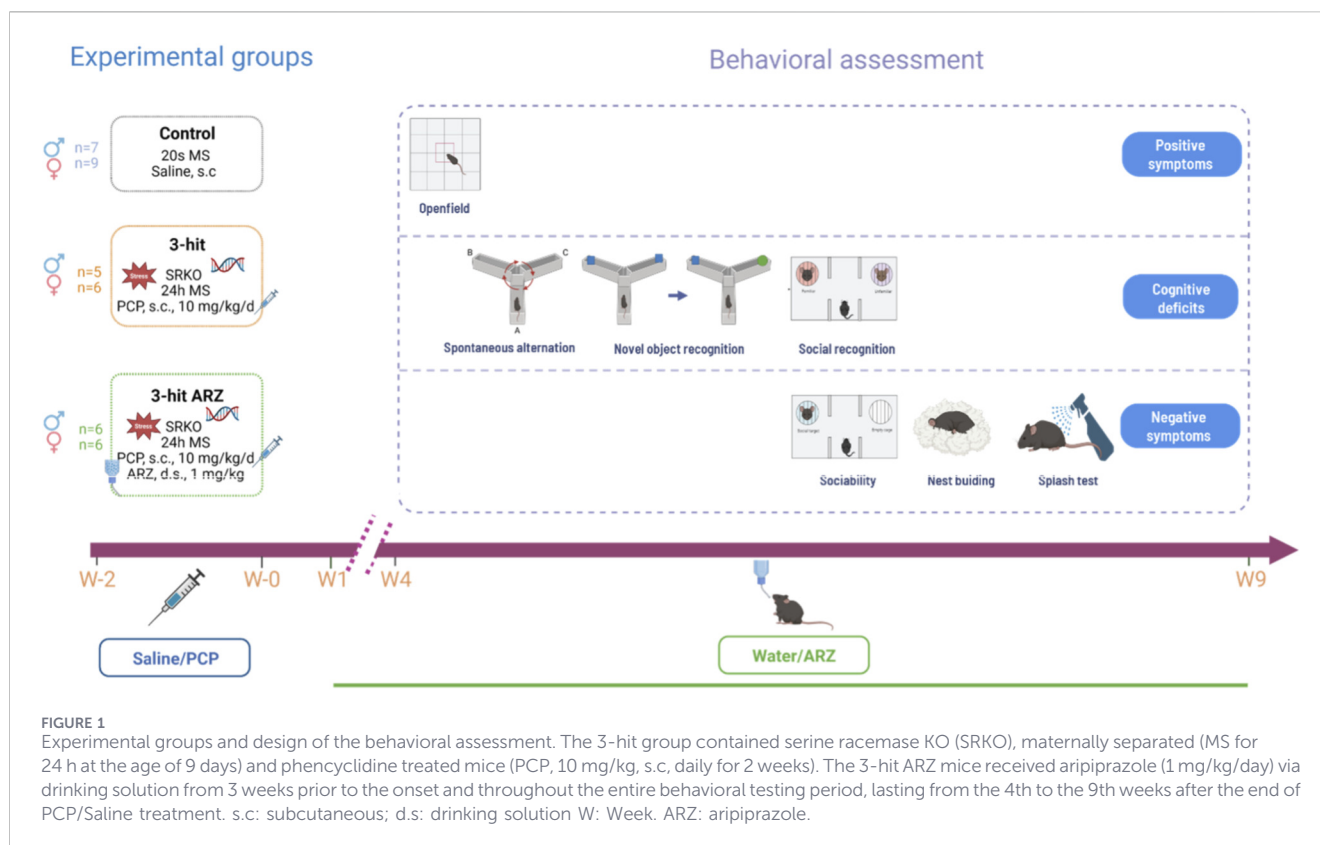 Experimental groups
Behavioral assessment
♂ n=7
♀ n=9
Control
20s MS
Saline, s.c
♂ n=5
♀ n=6
3-hit
Stress
SRKO
24h MS
PCP, s.c., 10 mg/kg/d
♂ n=6
♀ n=6
3-hit ARZ
Stress
SRKO
24h MS
PCP, s.c., 10 mg/kg/d
ARZ, d.s., 1 mg/kg
Openfield
Positive
symptoms
B
C
A
Spontaneous alternation
Novel object recognition
Social recognition
Cognitive
deficits
Sociability
Nest buiding
Splash test
Negative
symptoms
W-2
W-0
W1
W4
W9
Saline/PCP
Water/ARZ
FIGURE 1
Experimental groups and design of the behavioral assessment. The 3-hit group contained serine racemase KO (SRKO), maternally separated (MS for
24 h at the age of 9 days) and phencyclidine treated mice (PCP, 10 mg/kg, s.c, daily for 2 weeks). The 3-hit ARZ mice received aripiprazole (1 mg/kg/day) via
drinking solution from 3 weeks prior to the onset and throughout the entire behavioral testing period, lasting from the 4th to the 9th weeks after the end of
PCP/Saline treatment. s.c: subcutaneous; d.s: drinking solution W: Week. ARZ: aripiprazole.